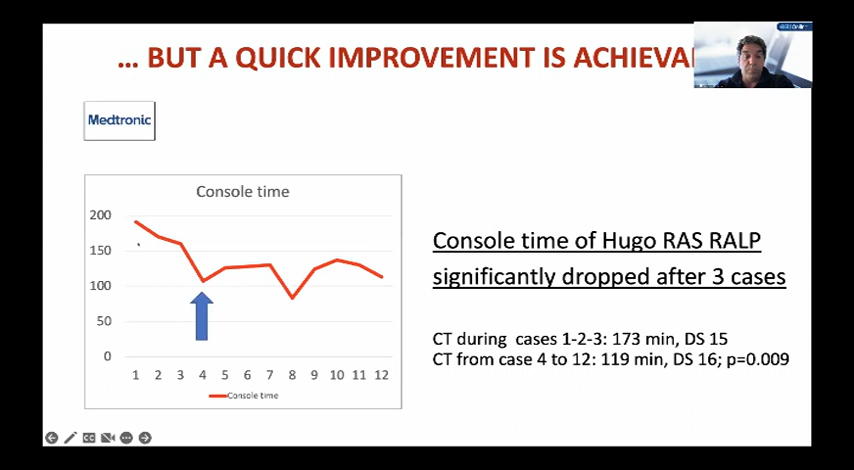 ... BUT A QUICK IMPROVEMENT IS ACHIEVA
Medtronic
Console time
200
150
100
50
0
1 2 3 4 5 6 7 8 9 10 11 12
Console time
Console time of Hugo RAS RALP
significantly dropped after 3 cases
CT during cases 1-2-3: 173 min, DS 15
CT from case 4 to 12: 119 min, DS 16; p=0.009